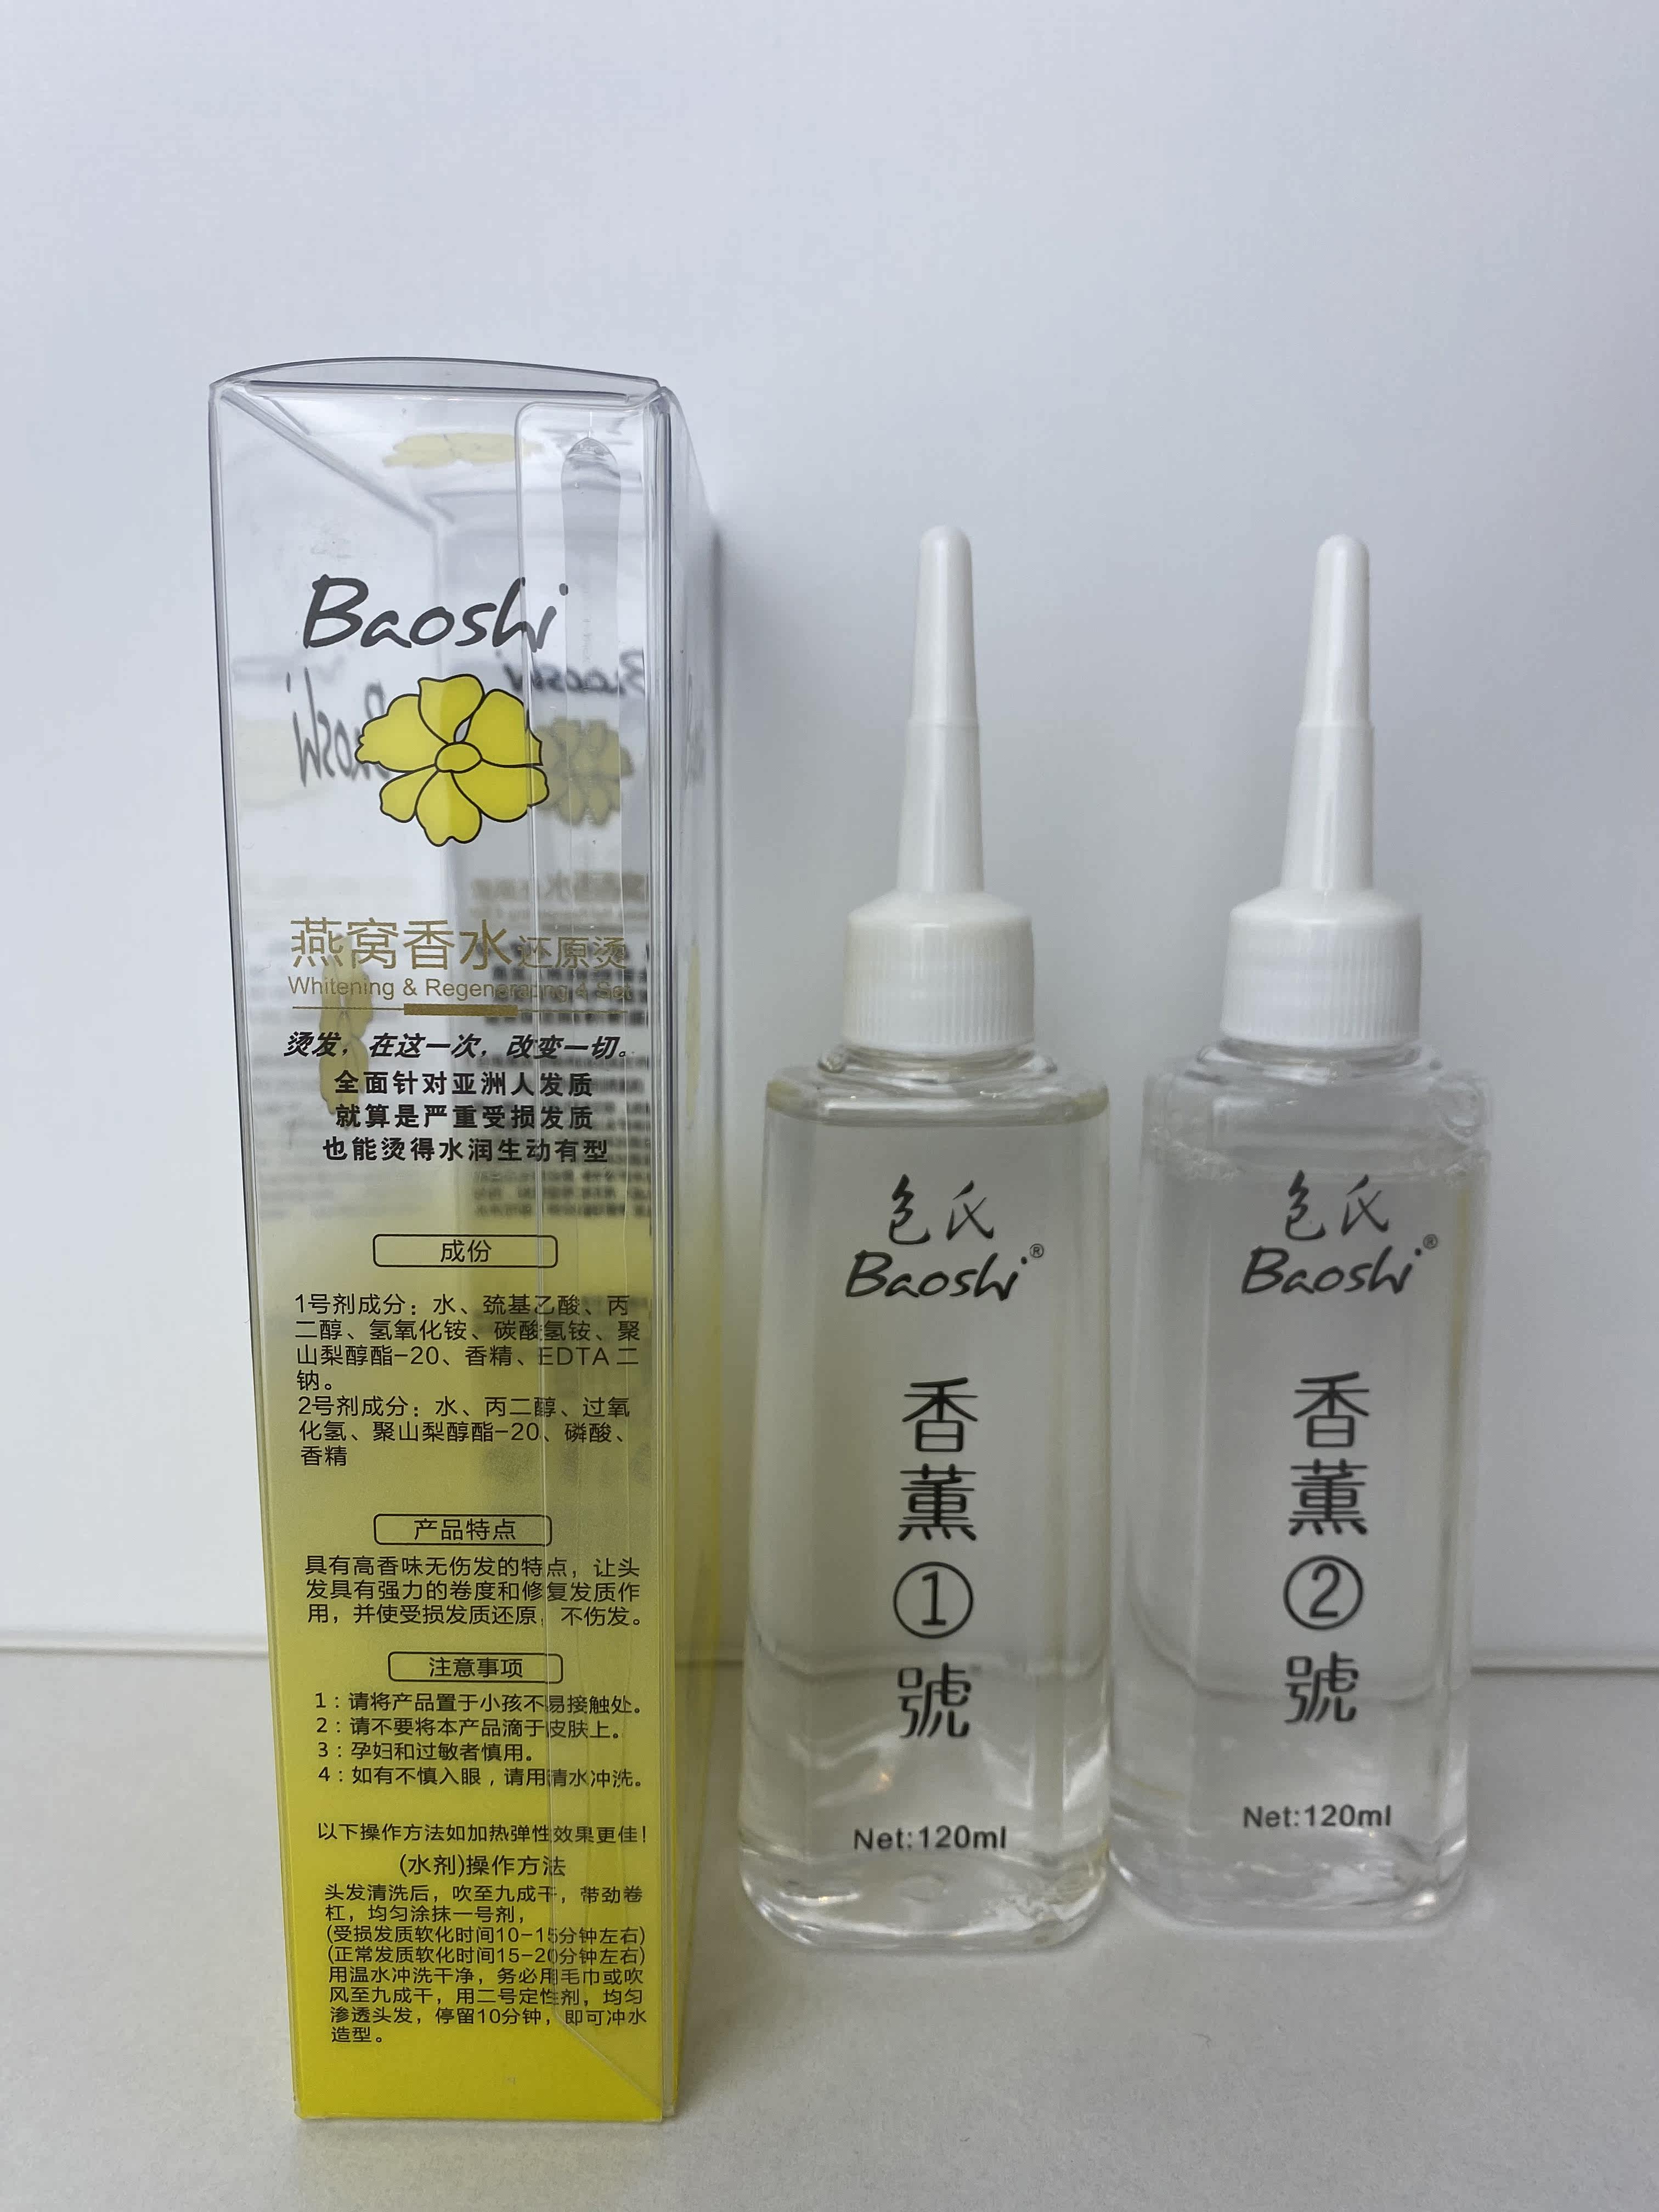 Baoshi
燕窝香水还原烫
Whitening & Regenerating 4 Set
烫发，在这一次，改变一切。
全面针对亚洲人发质
就算是严重受损发质
也能烫得水润生动有型
成份
1号剂成分：水、巯基乙酸、丙
二醇、氢氧化铵、碳酸氢铵、聚
山梨醇酯-20、香精、EDTA 二
钠。
2号剂成分：水、丙二醇、过氧
化氢、聚山梨醇酯-20、磷酸、
香精
产品特点
具有高香味无伤发的特点，让头
发具有强力的卷度和修复发质作
用，并使受损发质还原，不伤发。
注意事项
1：请将产品置于小孩不易接触处。
2：请不要将本产品滴于皮肤上。
3：孕妇和过敏者慎用。
4：如有不慎入眼，请用清水冲洗。
以下操作方法如加热弹性效果更佳！
(水剂)操作方法
头发清洗后，吹至九成干，带劲卷
杠，均匀涂抹一号剂，
(受损发质软化时间10-15分钟左右)
(正常发质软化时间15-20分钟左右)
用温水冲洗干净，务必用毛巾或吹
风至九成干，用二号定性剂，均匀
渗透头发，停留10分钟，即可冲水
造型。
包氏
Baoshi®
香
薰
①
號
Net:120ml
包氏
Baoshi®
香
薰
②
號
Net:120ml